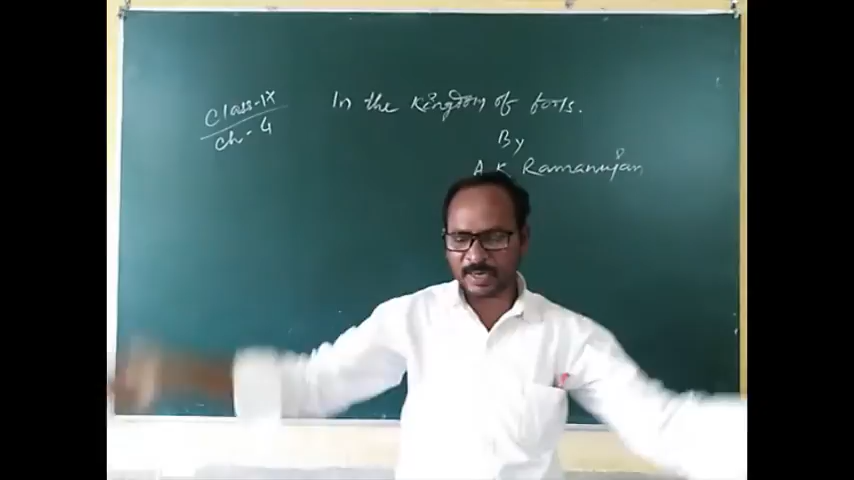 Class-IX
ch-4
In the Kingdom of fools.
By
A K Ramanujan